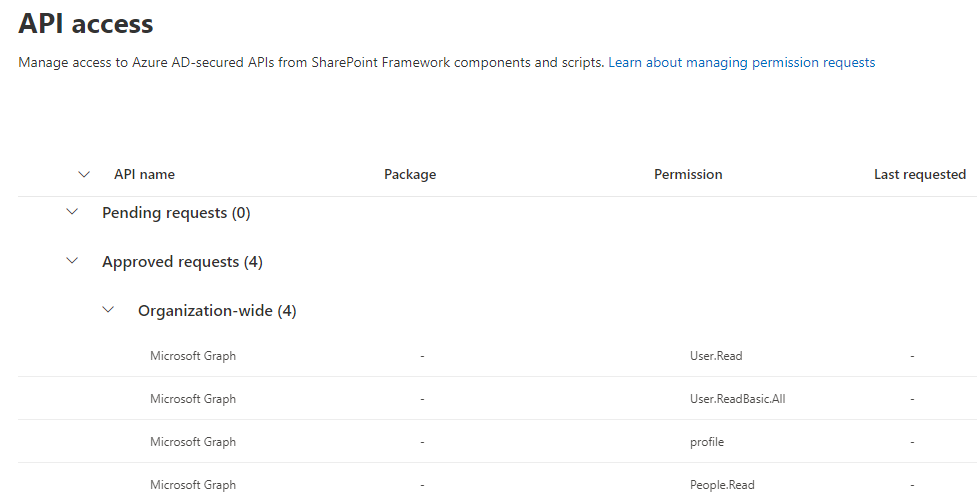 API access
Manage access to Azure AD-secured APIs from SharePoint Framework components and scripts. Learn about managing permission requests
API name Package Permission Last requested
Pending requests (0)
Approved requests (4)
Organization-wide (4)
Microsoft Graph - User.Read -
Microsoft Graph - User.ReadBasic.All -
Microsoft Graph - profile -
Microsoft Graph - People.Read -